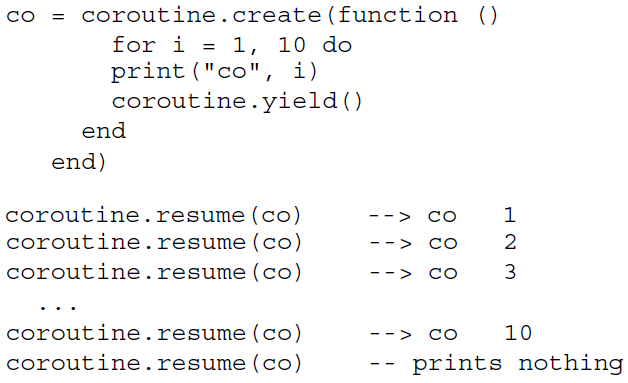 co = coroutine.create(function ()
       for i = 1, 10 do
       print("co", i)
       coroutine.yield()
     end
   end)

coroutine.resume(co)    --> co   1
coroutine.resume(co)    --> co   2
coroutine.resume(co)    --> co   3
  ...
coroutine.resume(co)    --> co   10
coroutine.resume(co)    -- prints nothing